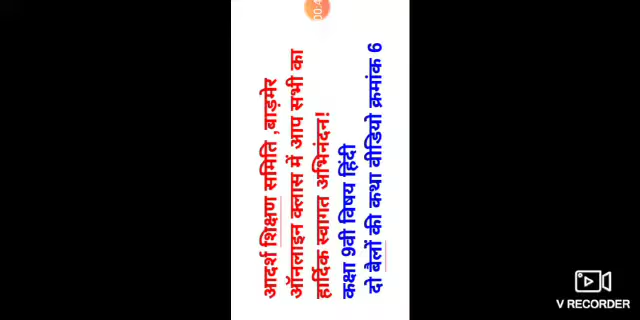 आदर्श शिक्षण समिति ,बाड़मेर
ऑनलाइन क्लास में आप सभी का
हार्दिक स्वागत अभिनंदन!
कक्षा 9वी विषय हिंदी
दो बैलों की कथा वीडियो क्रमांक 6
V RECORDER